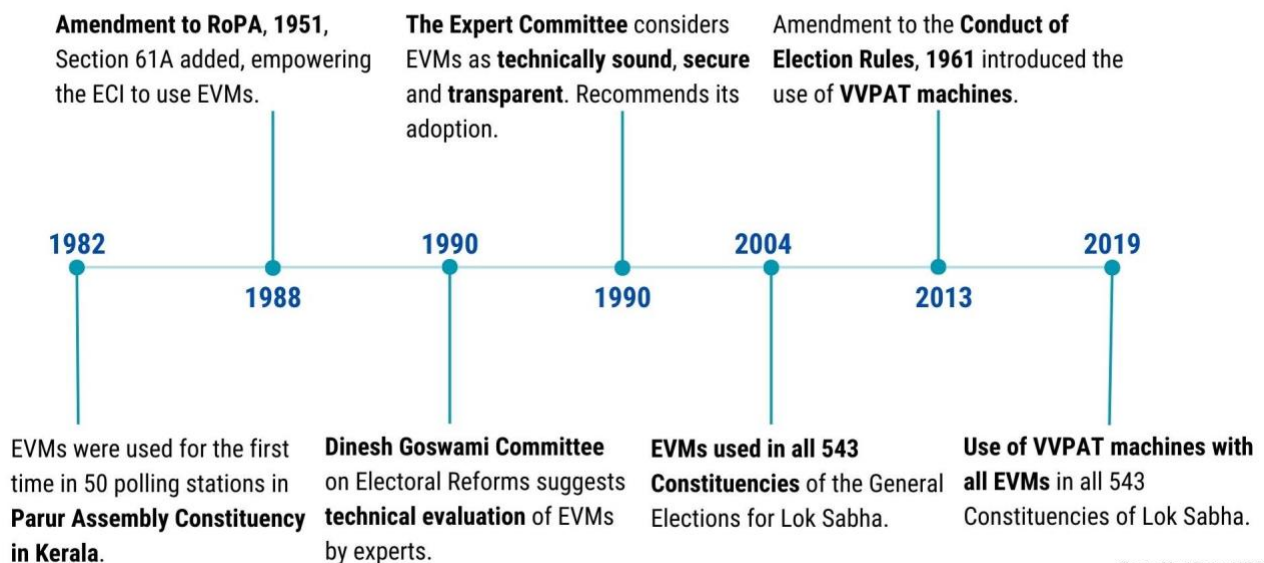 Amendment to RoPA, 1951,
Section 61A added, empowering
the ECI to use EVMs.
The Expert Committee considers
EVMs as technically sound, secure
and transparent. Recommends its
adoption.
Amendment to the Conduct of
Election Rules, 1961 introduced the
use of VVPAT machines.
1982
1988
1990
1990
2004
2013
2019
EVMs were used for the first
time in 50 polling stations in
Parur Assembly Constituency
in Kerala.
Dinesh Goswami Committee
on Electoral Reforms suggests
technical evaluation of EVMs
by experts.
EVMs used in all 543
Constituencies of the General
Elections for Lok Sabha.
Use of VVPAT machines with
all EVMs in all 543
Constituencies of Lok Sabha.